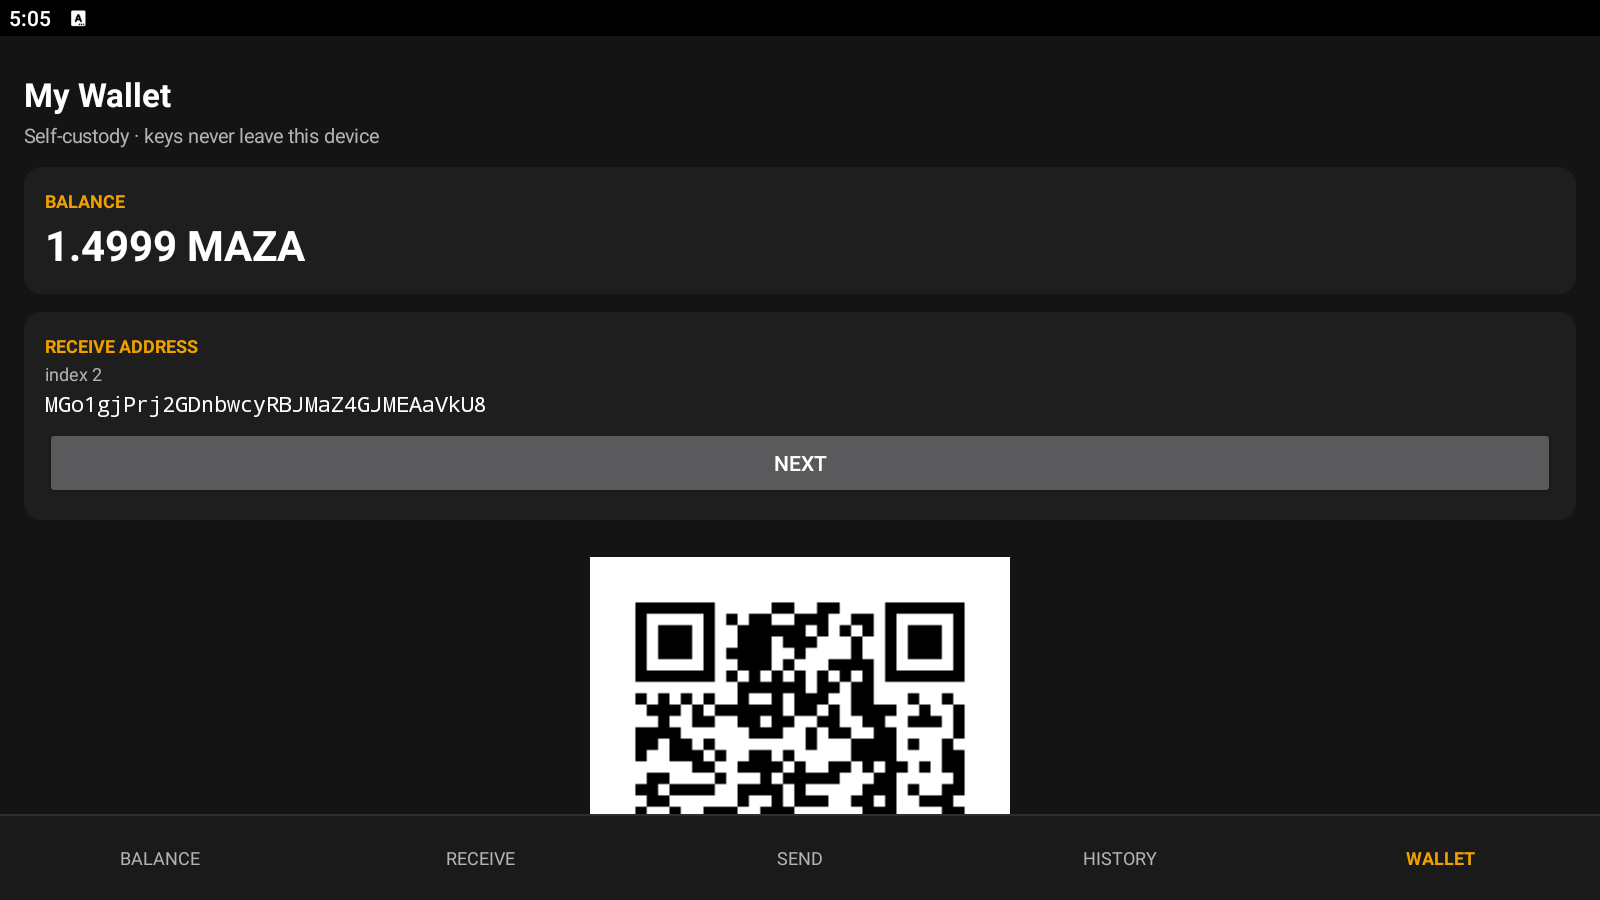 5:05
A
My Wallet
Self-custody · keys never leave this device
BALANCE
1.4999 MAZA
RECEIVE ADDRESS
index 2
MGo1gjPrj2GDnbwcyRBJMaZ4GJMEAaVkU8
NEXT
BALANCE RECEIVE SEND HISTORY WALLET